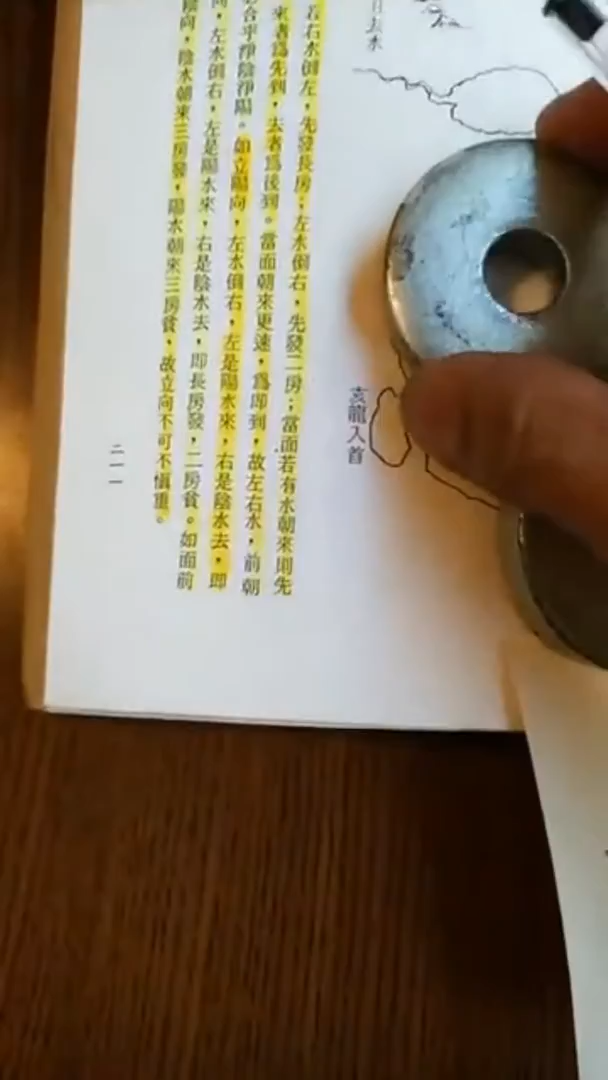 日去水
亥龍入首
若右水倒左，先發長房；左水倒右，先發二房；當面若有水朝來則先
來者爲先到，去者爲後到。當面朝來更速，爲即到，故左右水，前朝
合乎淨陰淨陽。如立陽向，左水倒右，左是陽水來，右是陰水去，即
向，左水倒右，左是陽水來，右是陰水去，即長房發，二房貧。如面前
陰向，陰水朝來三房發，陽水朝來三房貧，故立向不可不慎重。
二一一